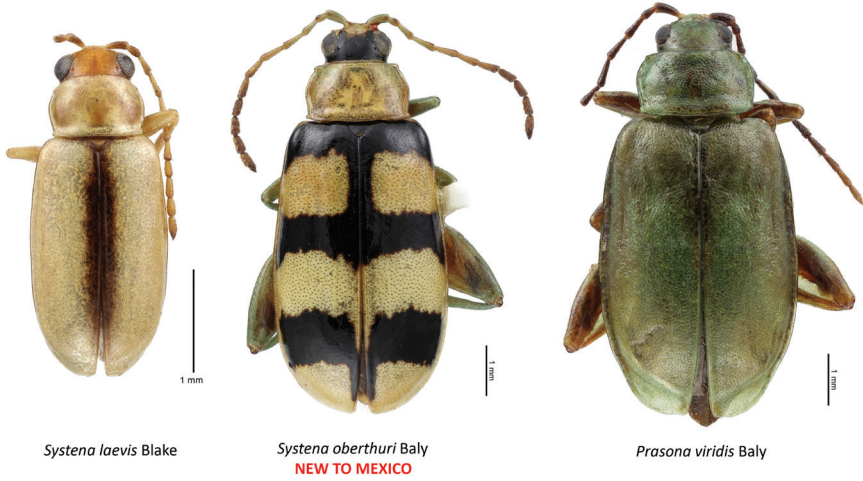 1 mm
1 mm
1 mm
Systena laevis Blake
Systena oberthuri Baly
NEW TO MEXICO
Prasona viridis Baly